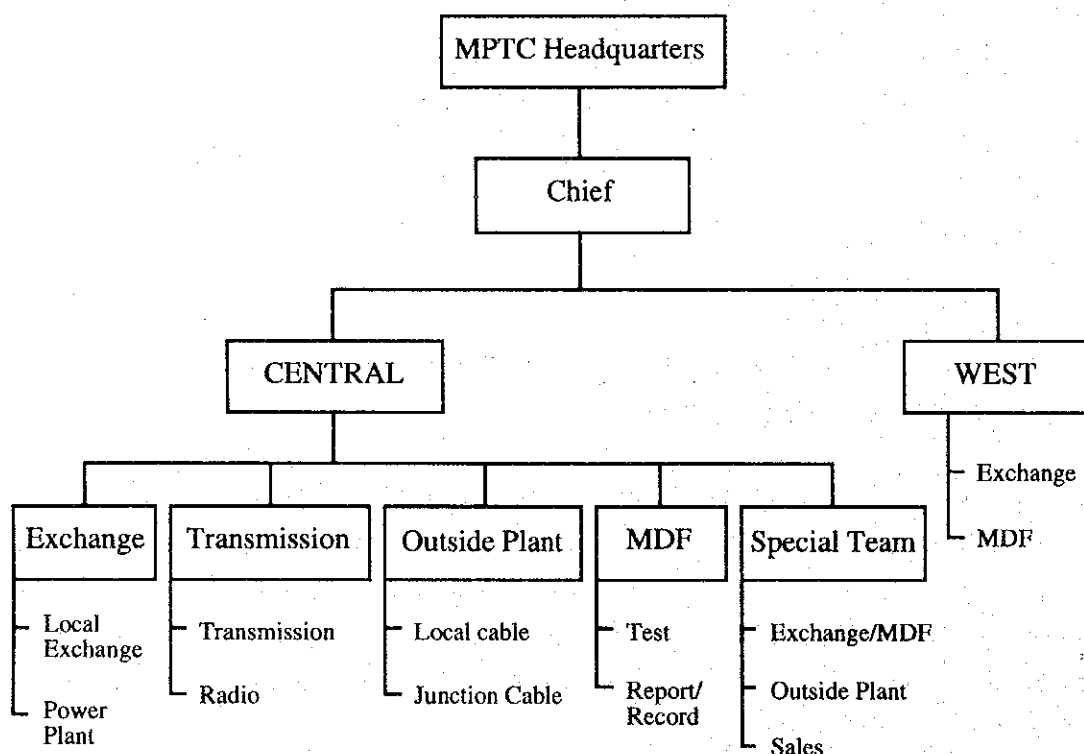 MPTC Headquarters
Chief
CENTRAL
WEST
Exchange
MDF
Exchange
Local
Exchange
Power
Plant
Transmission
Transmission
Radio
Outside Plant
Local cable
Junction Cable
MDF
Test
Report/
Record
Special Team
Exchange/MDF
Outside Plant
Sales